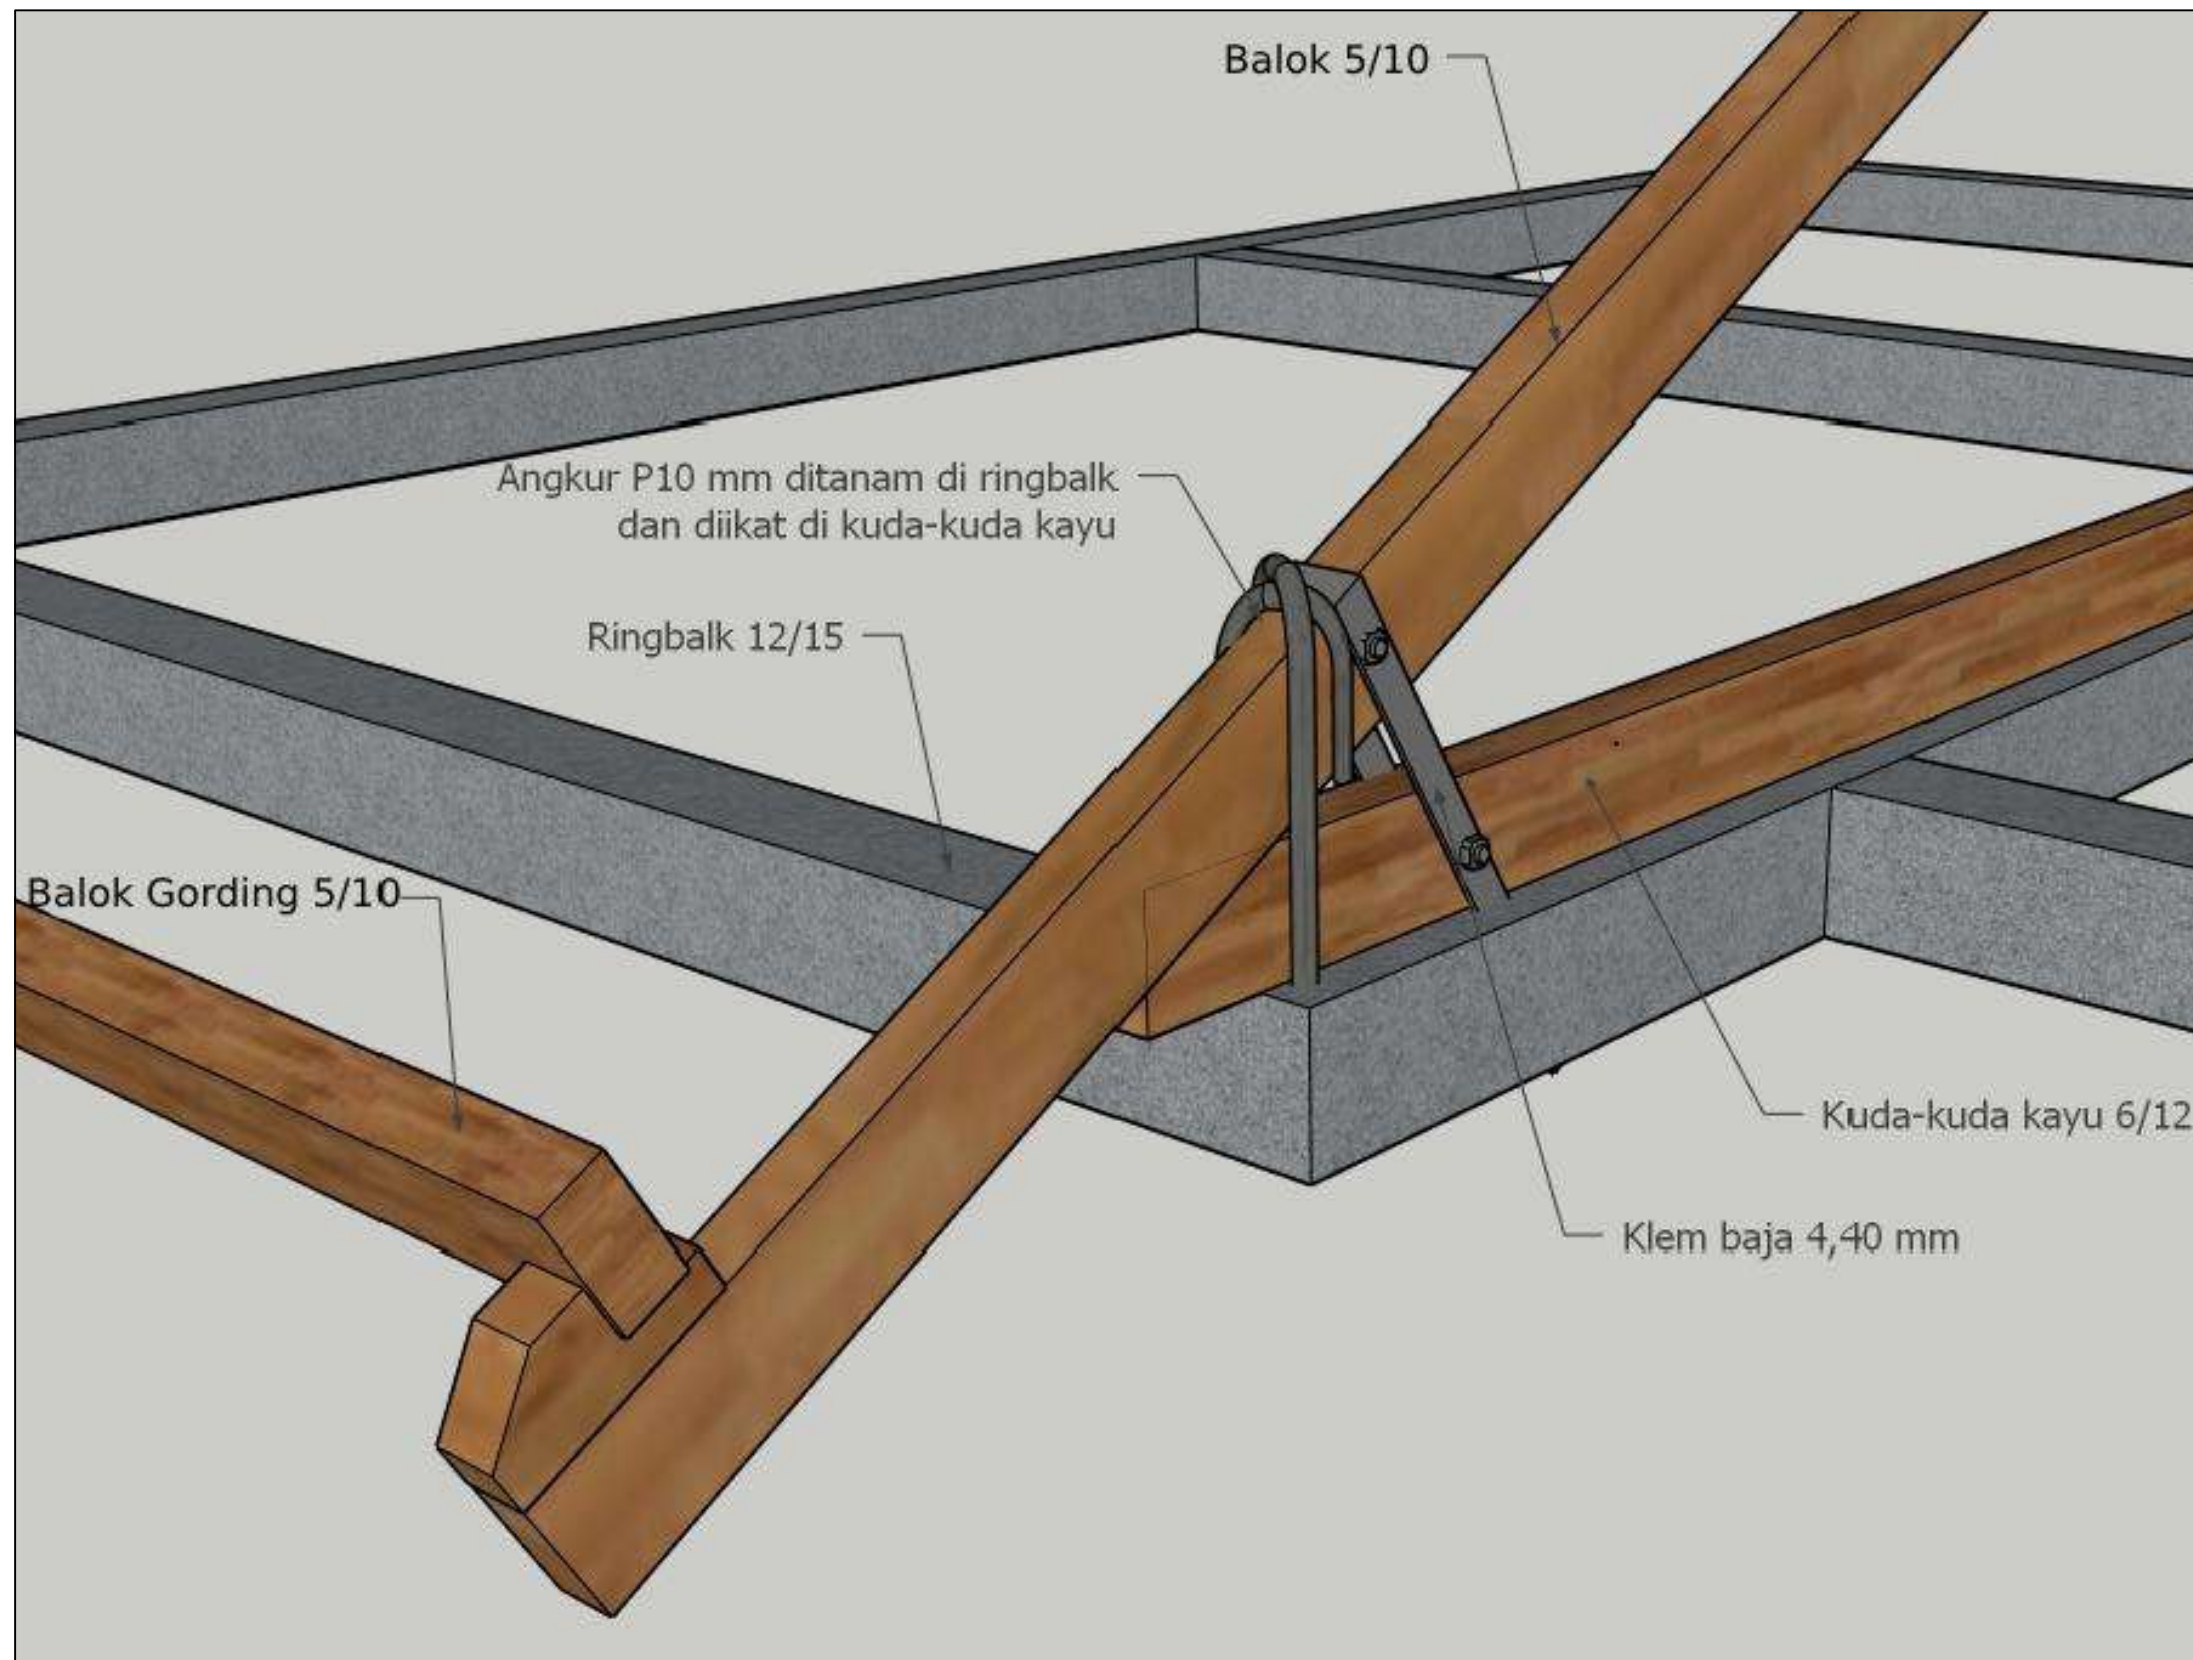 Balok 5/10
Angkur P10 mm ditanam di ringbalk
dan diikat di kuda-kuda kayu
Ringbalk 12/15
Balok Gording 5/10
Kuda-kuda kayu 6/12
Klem baja 4,40 mm